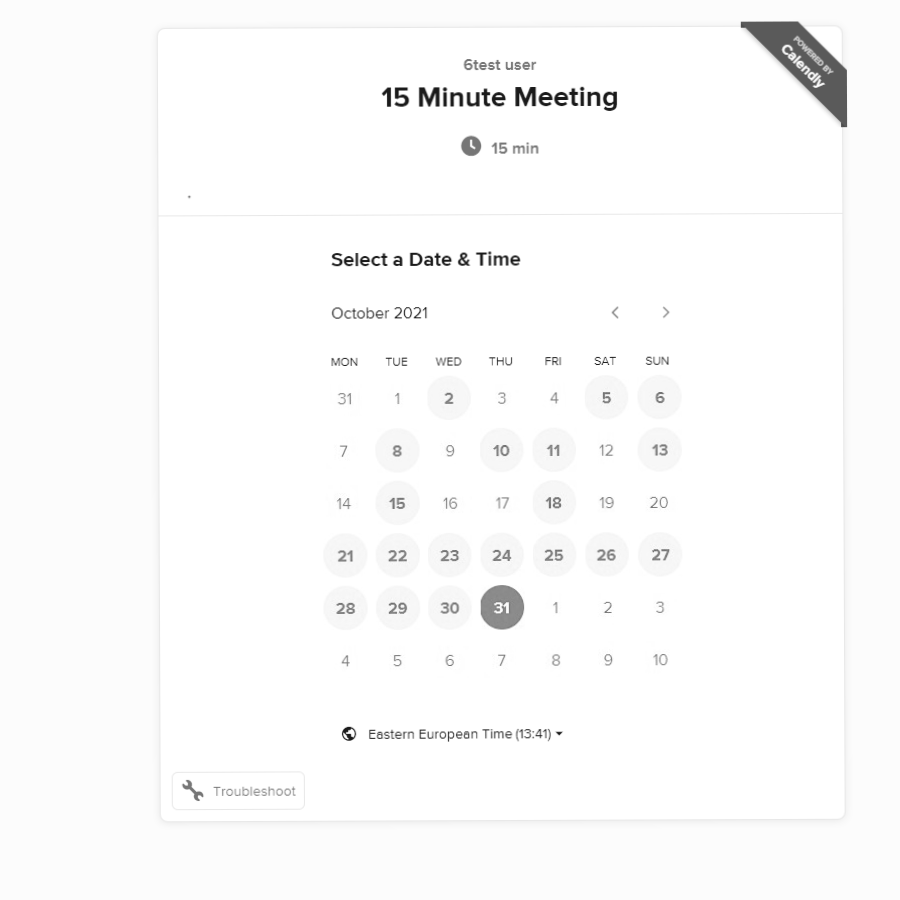 POWERED BY
Calendly
6test user
15 Minute Meeting
15 min
Select a Date & Time
October 2021
MON TUE WED THU FRI SAT SUN
31 1 2 3 4 5 6
7 8 9 10 11 12 13
14 15 16 17 18 19 20
21 22 23 24 25 26 27
28 29 30 31 1 2 3
4 5 6 7 8 9 10
Eastern European Time (13:41)
Troubleshoot